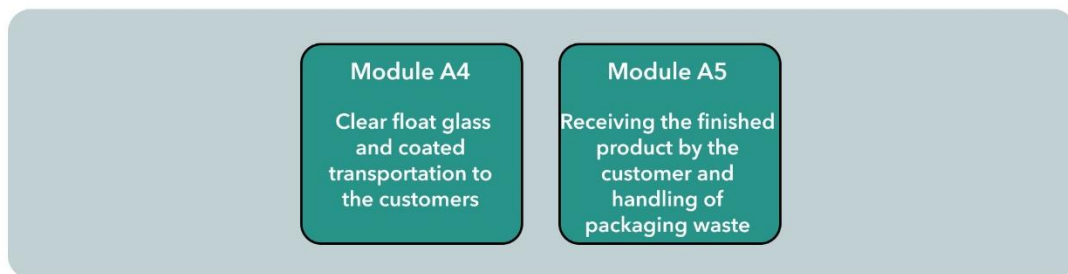 Module A4
Clear float glass
and coated
transportation to
the customers
Module A5
Receiving the finished
product by the
customer and
handling of
packaging waste